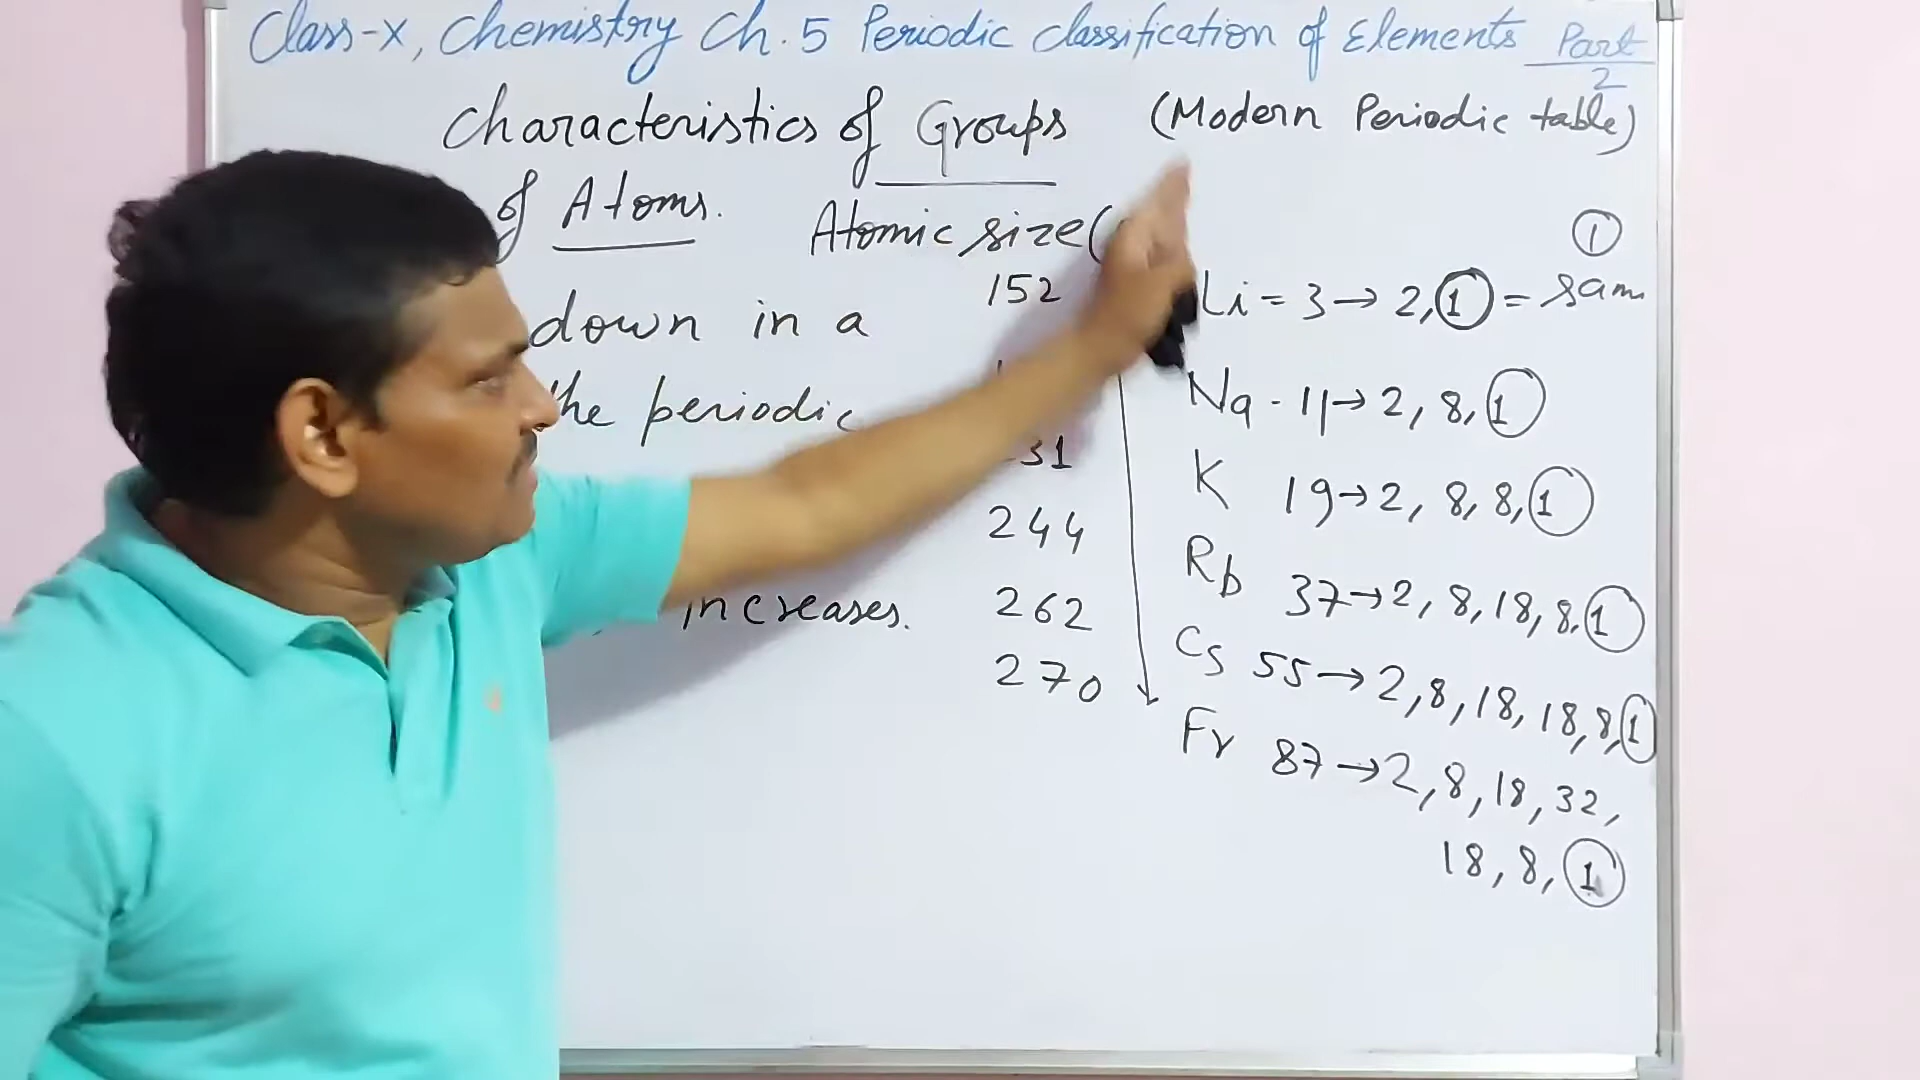 Class-X, Chemistry Ch. 5 Periodic classification of Elements Part 2
Characteristics of Groups (Modern Periodic table)
of Atoms. Atomic size(
1
152 Li = 3 → 2, 1 = sam
down in a
the periodic Na - 11 → 2, 8, 1
31 K 19 → 2, 8, 8, 1
244 Rb 37 → 2, 8, 18, 8, 1
increases. 262 Cs 55 → 2, 8, 18, 18, 8, 1
270 Fr 87 → 2, 8, 18, 32,
18, 8, 1